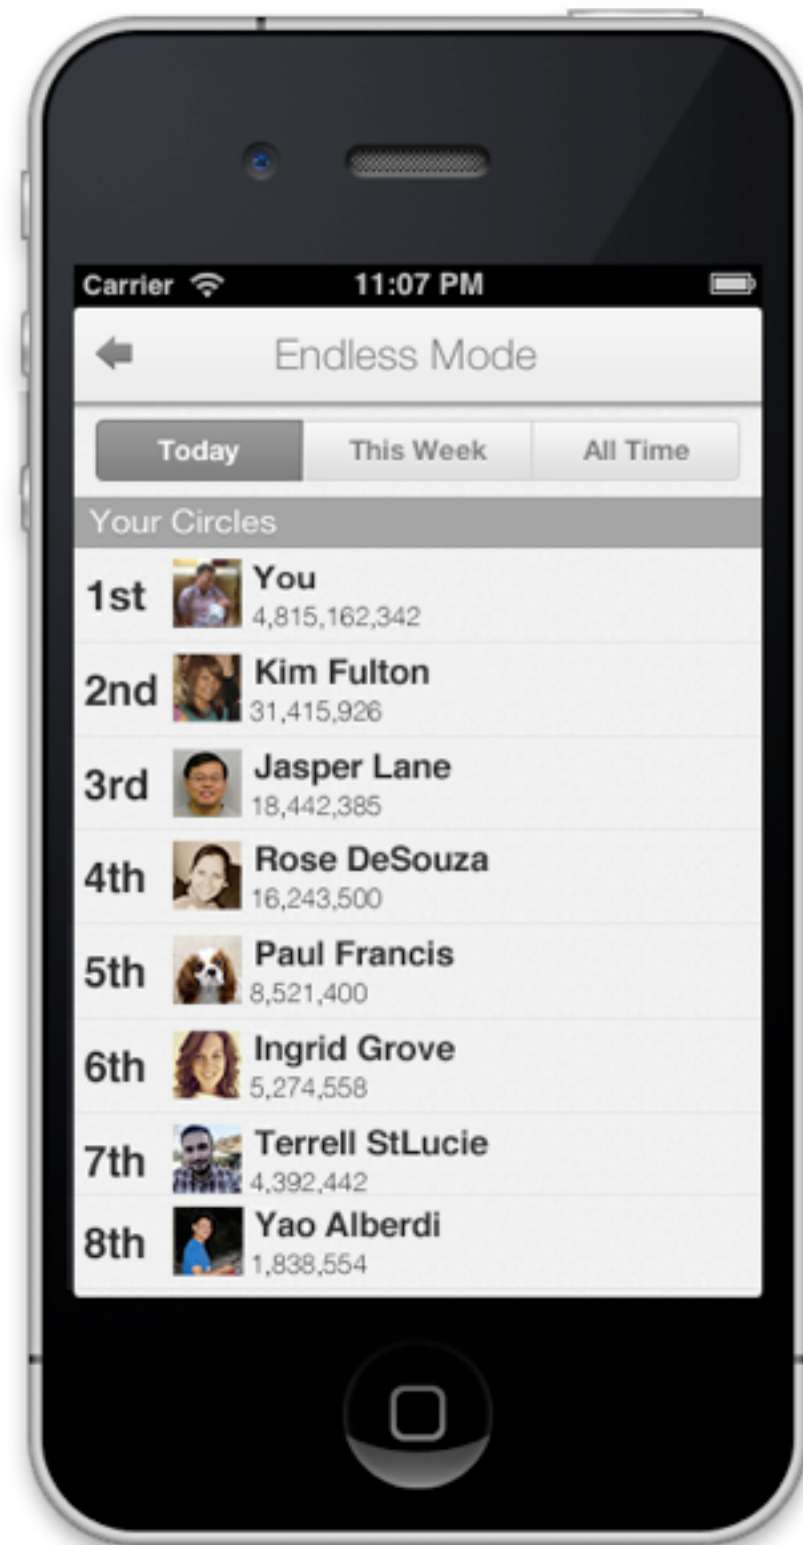 Carrier 11:07 PM
Endless Mode
Today This Week All Time
Your Circles
1st You
4,815,162,342
2nd Kim Fulton
31,415,926
3rd Jasper Lane
18,442,385
4th Rose DeSouza
16,243,500
5th Paul Francis
8,521,400
6th Ingrid Grove
5,274,558
7th Terrell StLucie
4,392,442
8th Yao Alberdi
1,838,554